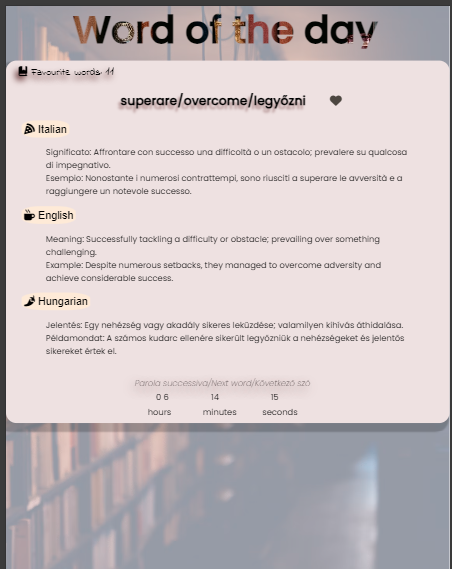 Word of the day
Favourite words 11
superare/overcome/legyőzni
Italian
Significato: Affrontare con successo una difficoltà o un ostacolo; prevalere su qualcosa
di impegnativo.
Esempio: Nonostante i numerosi contrattempi, sono riusciti a superare le avversità e a
raggiungere un notevole successo.
English
Meaning: Successfully tackling a difficulty or obstacle; prevailing over something
challenging.
Example: Despite numerous setbacks, they managed to overcome adversity and
achieve considerable success.
Hungarian
Jelentés: Egy nehézség vagy akadály sikeres leküzdése; valamilyen kihívás áthidalása.
Példamondat: A számos kudarc ellenére sikerült legyőzniük a nehézségeket és jelentős
sikereket értek el.
Parola successiva/Next word/Következő szó
0 6 14 15
hours minutes seconds